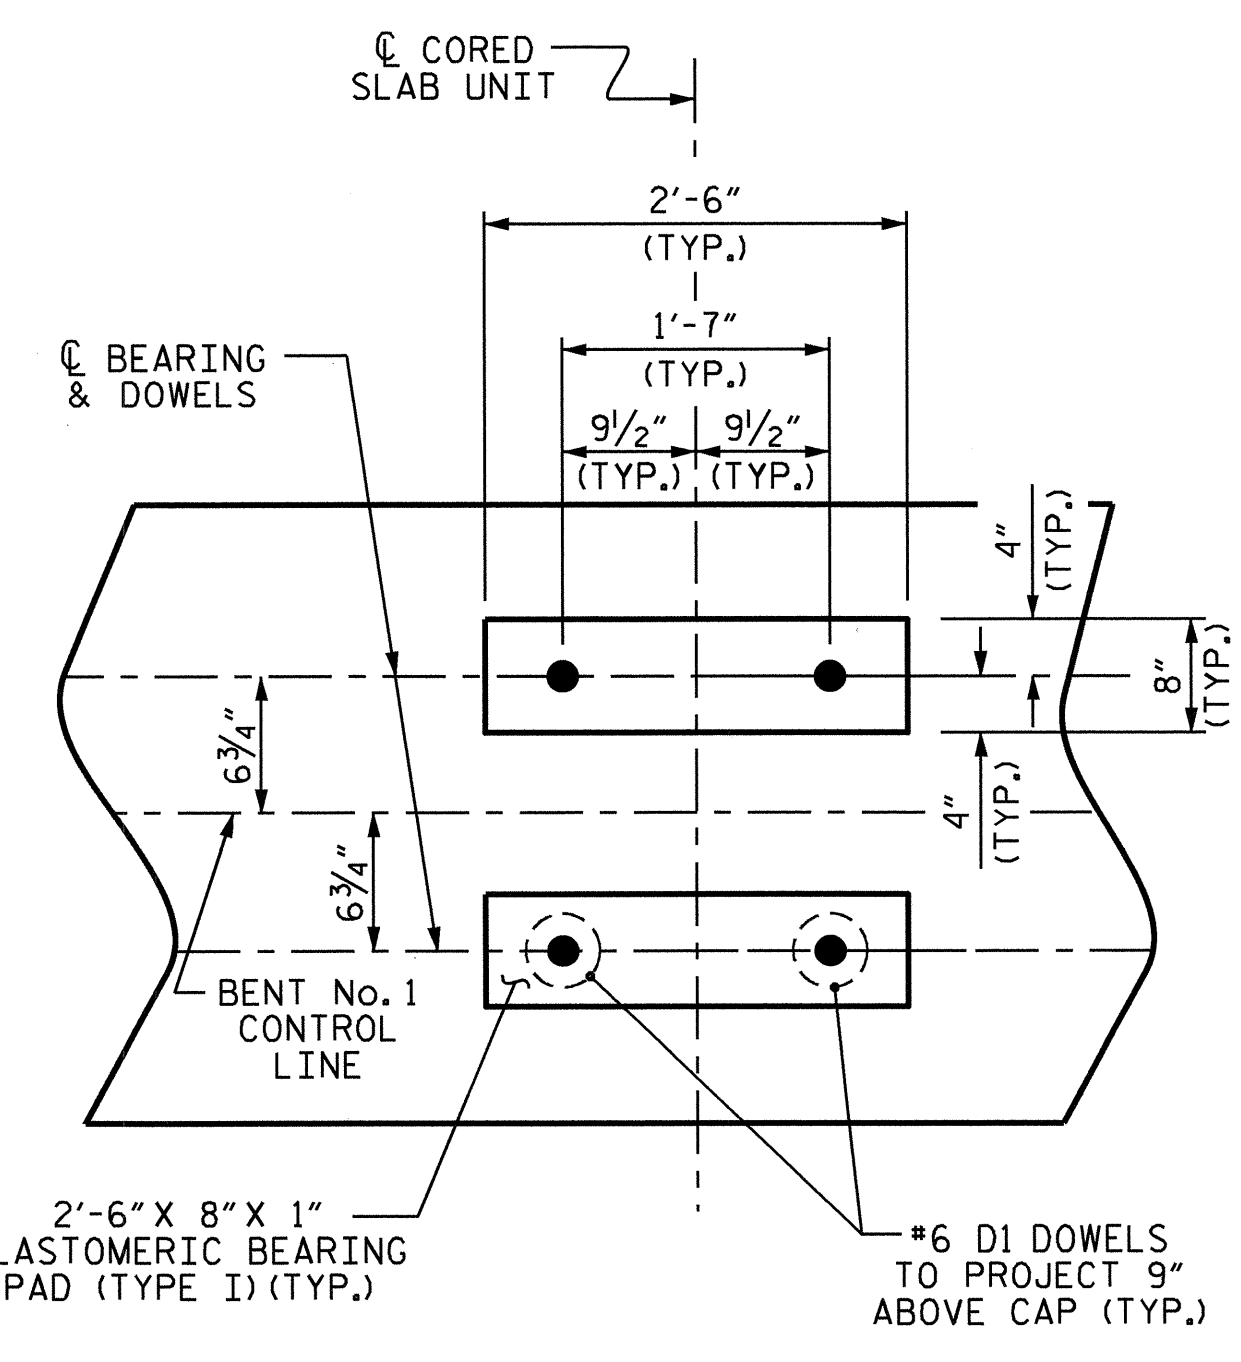 ℄ CORED
SLAB UNIT
2'-6"
(TYP.)
1'-7"
(TYP.)
℄ BEARING
& DOWELS
9½" 9½"
(TYP.) (TYP.)
4"
(TYP.)
8"
(TYP.)
6¾"
4"
(TYP.)
6¾"
BENT No. 1
CONTROL
LINE
2'-6" X 8" X 1"
LASTOMERIC BEARING
PAD (TYPE I) (TYP.)
#6 D1 DOWELS
TO PROJECT 9"
ABOVE CAP (TYP.)